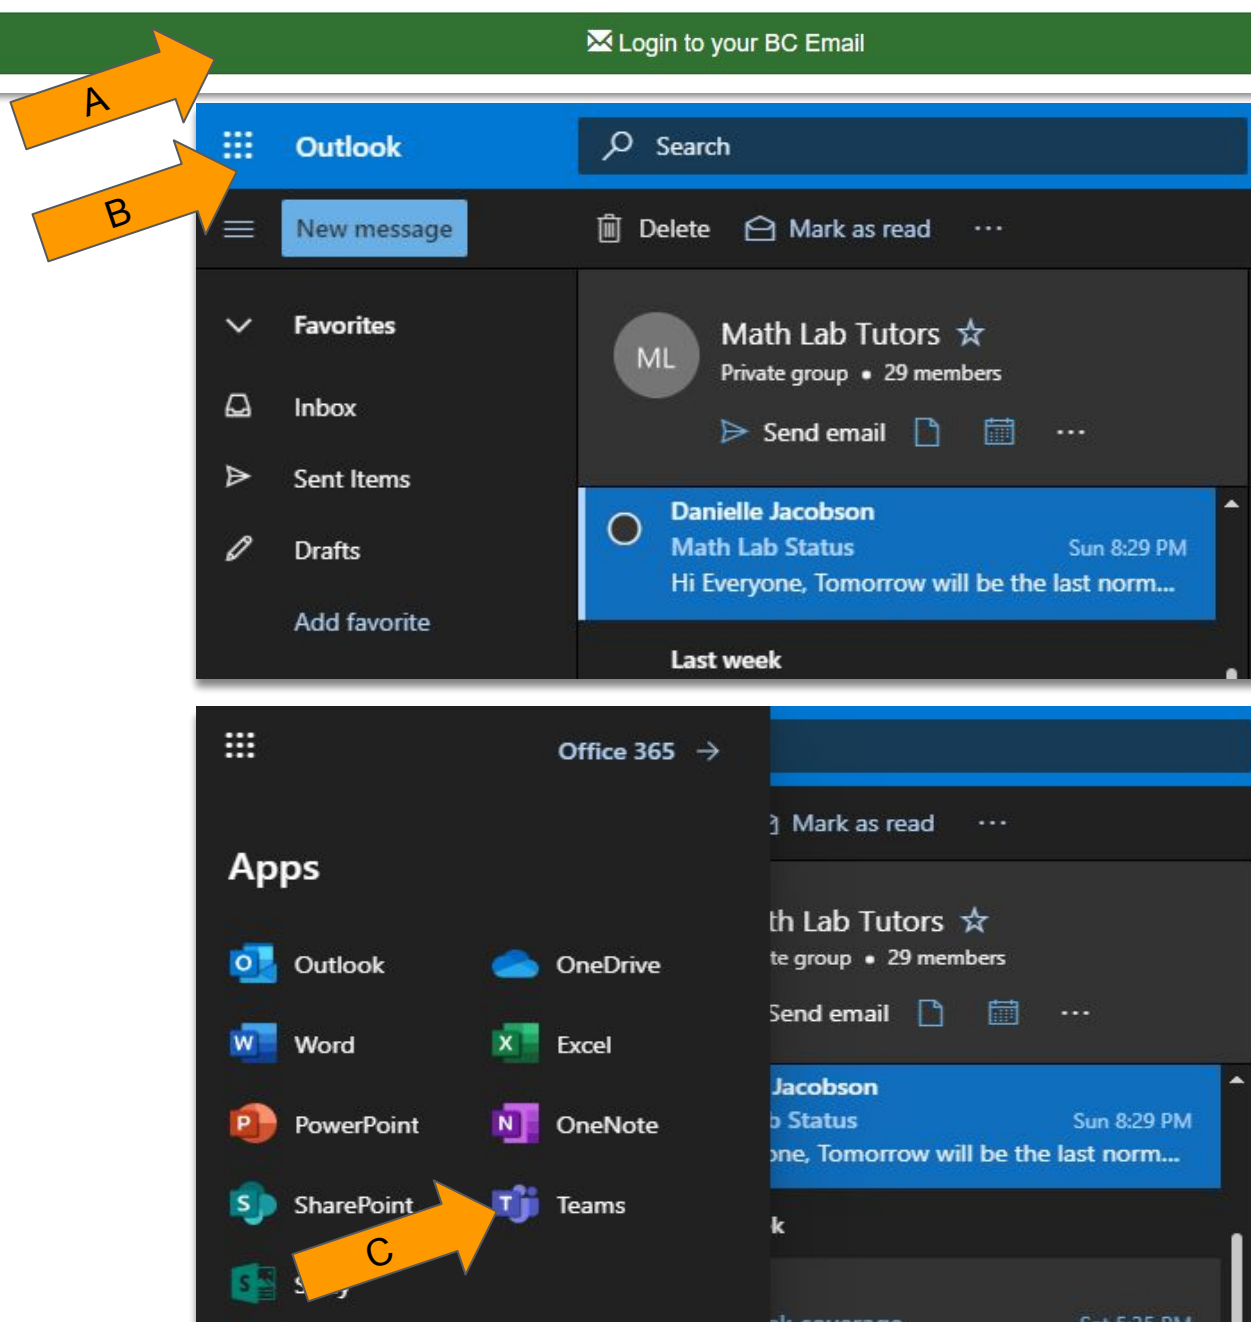 Login to your BC Email
A
Outlook
Search
B
New message
Delete
Mark as read
Favorites
ML
Math Lab Tutors
Private group • 29 members
Inbox
Send email
Sent Items
Danielle Jacobson
Math Lab Status
Sun 8:29 PM
Drafts
Hi Everyone, Tomorrow will be the last norm...
Add favorite
Last week
Office 365 →
Mark as read
Apps
th Lab Tutors
te group • 29 members
Outlook
OneDrive
Send email
Word
Excel
Jacobson
PowerPoint
OneNote
Status
Sun 8:29 PM
one, Tomorrow will be the last norm...
SharePoint
Teams
k
C